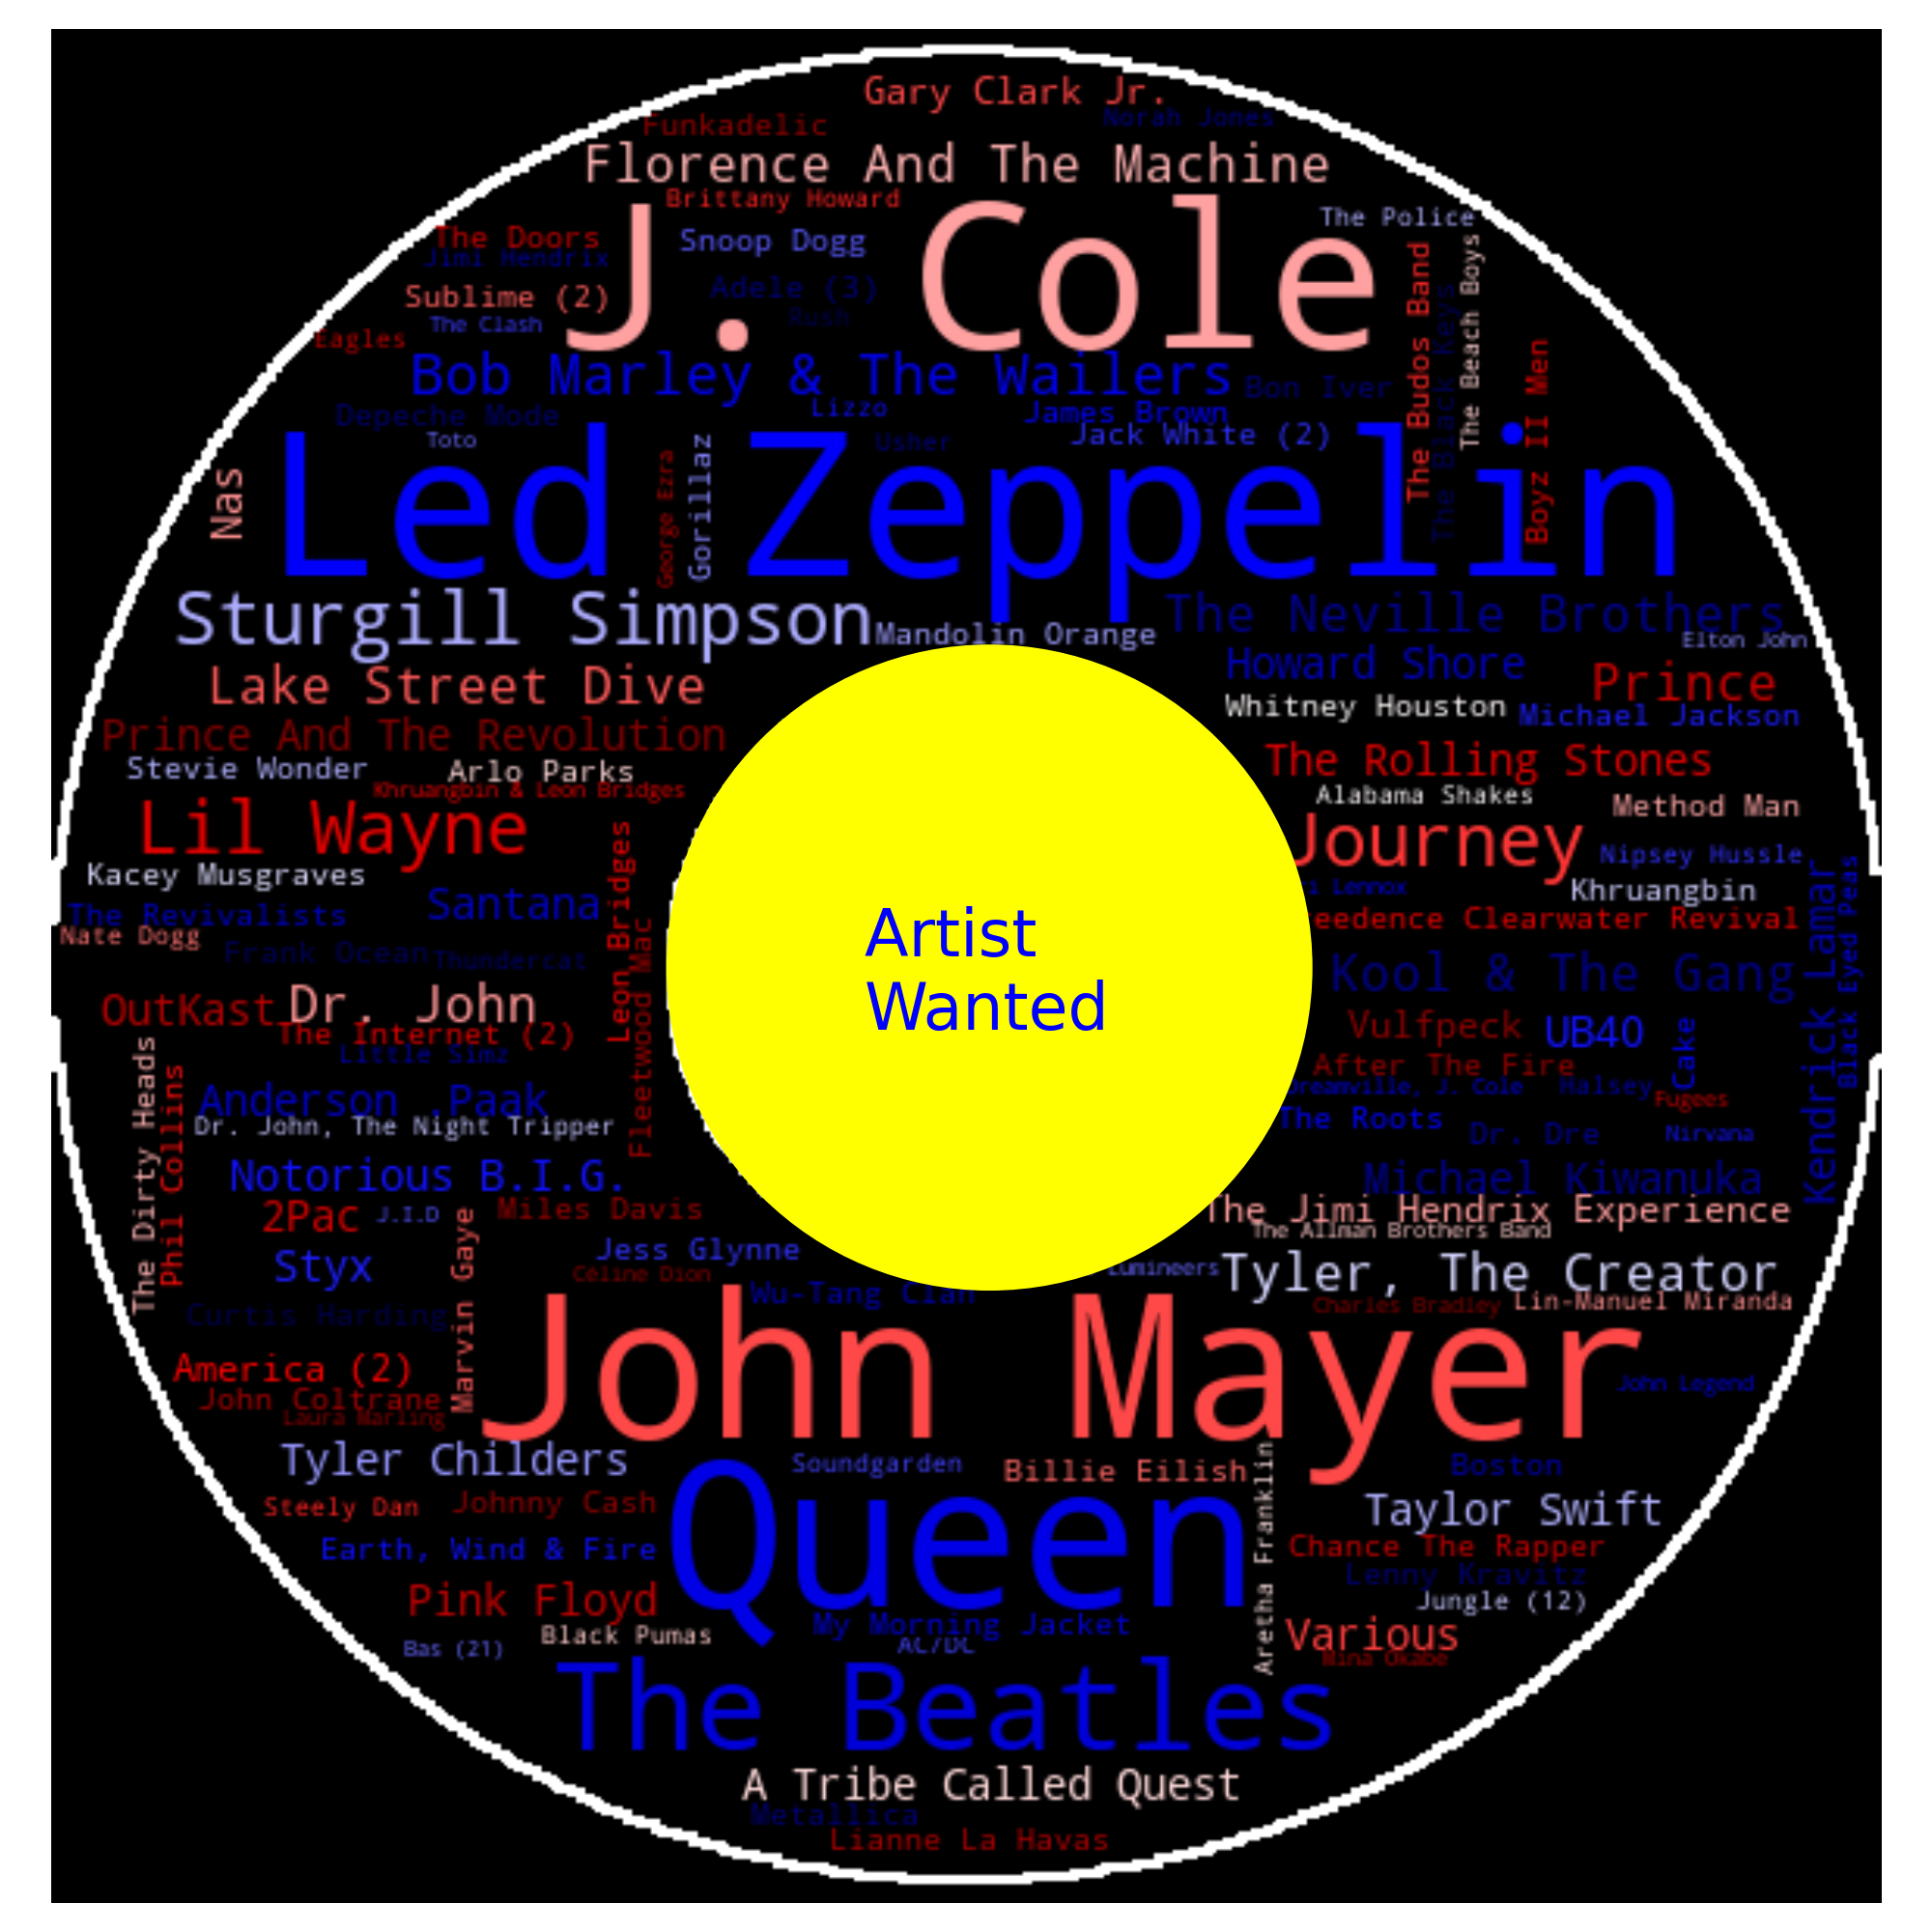 Gary Clark Jr.
Norah Jones
Funkadelic
Florence And The Machine
Brittany Howard
J. Cole
The Police
The Doors
Snoop Dogg
Jimi Hendrix
Adele (3)
Sublime (2)
Rush
The Clash
Eagles
The Budos Band
The Black Keys
The Beach Boys
Boyz II Men
Bob Marley & The Wailers
Bon Iver
Depeche Mode
Lizzo
James Brown
Toto
Usher
Jack White (2)
Nas
Led Zeppelin
George Ezra
Gorillaz
Sturgill Simpson
Mandolin Orange
The Neville Brothers
Elton John
Howard Shore
Lake Street Dive
Prince
Whitney Houston
Michael Jackson
Prince And The Revolution
The Rolling Stones
Stevie Wonder
Arlo Parks
Khruangbin & Leon Bridges
Alabama Shakes
Method Man
Lil Wayne
Journey
Nipsey Hussle
Kacey Musgraves
Lennox
Khruangbin
Santana
Leon Bridges
The Revivalists
eedence Clearwater Revival
Kendrick Lamar
Black Eyed Peas
Nate Dogg
Frank Ocean
Thundercat
Fleetwood Mac
Artist
Wanted
Kool & The Gang
OutKast
Dr. John
The Internet (2)
Vulfpeck
UB40
Cake
Little Simz
After The Fire
Dreamville, J. Cole
Halsey
Fugees
Anderson .Paak
The Roots
Dr. John, The Night Tripper
Dr. Dre
Nirvana
The Dirty Heads
Phil Collins
Notorious B.I.G.
Michael Kiwanuka
2Pac
J.I.D
Miles Davis
The Jimi Hendrix Experience
The Allman Brothers Band
Marvin Gaye
Jess Glynne
Styx
Céline Dion
Lumineers
Tyler, The Creator
Wu-Tang Clan
Charles Bradley
Lin-Manuel Miranda
Curtis Harding
John Mayer
America (2)
John Legend
John Coltrane
Laura Marling
Tyler Childers
Soundgarden
Billie Eilish
Aretha Franklin
Boston
Steely Dan
Johnny Cash
Queen
Taylor Swift
Earth, Wind & Fire
Chance The Rapper
Lenny Kravitz
Pink Floyd
Jungle (12)
My Morning Jacket
Black Pumas
Various
Bas (21)
AC/DC
Rina Okabe
The Beatles
A Tribe Called Quest
Metallica
Lianne La Havas